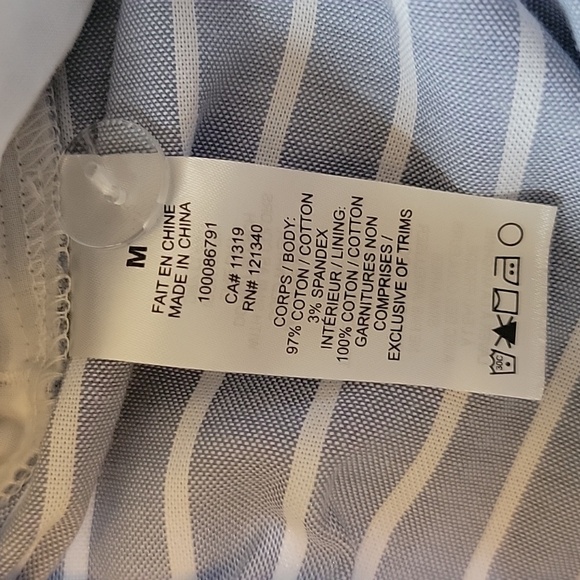 M
FAIT EN CHINE
MADE IN CHINA
100086791
CA# 11319
RN# 121340
CORPS / BODY:
97% COTON / COTTON
3% SPANDEX
INTÉRIEUR / LINING:
100% COTON / COTTON
GARNITURES NON
COMPRISES /
EXCLUSIVE OF TRIMS
30C